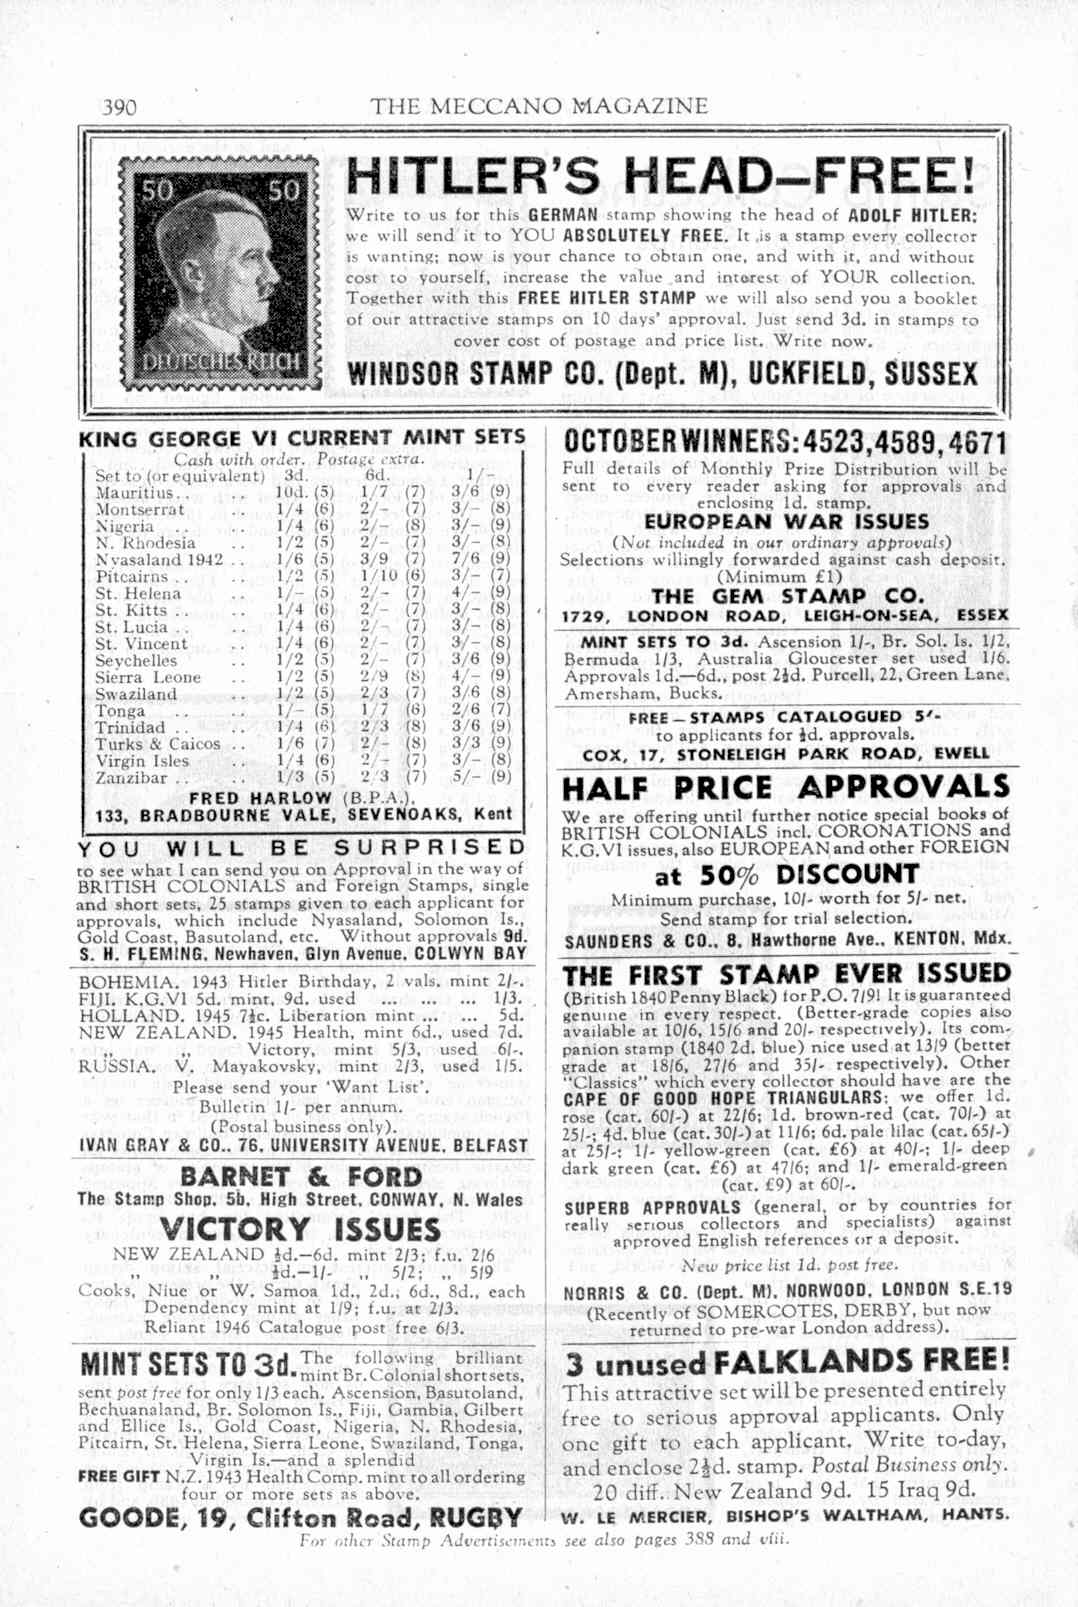 390
THE MECCANO MAGAZINE
50 50
DEUTSCHES REICH
HITLER'S HEAD—FREE!
Write to us for this GERMAN stamp showing the head of ADOLF HITLER;
we will send it to YOU ABSOLUTELY FREE. It is a stamp every collector
is wanting; now is your chance to obtain one, and with it, and without
cost to yourself, increase the value and interest of YOUR collection.
Together with this FREE HITLER STAMP we will also send you a booklet
of our attractive stamps on 10 days' approval. Just send 3d. in stamps to
cover cost of postage and price list. Write now.
WINDSOR STAMP CO. (Dept. M), UCKFIELD, SUSSEX
KING GEORGE VI CURRENT MINT SETS
Cash with order. Postage extra.
Set to (or equivalent) 3d. 6d. 1/-
Mauritius .. .. 10d. (5) 1/7 (7) 3/6 (9)
Montserrat .. 1/4 (6) 2/- (7) 3/- (8)
Nigeria .. .. 1/4 (6) 2/- (8) 3/- (9)
N. Rhodesia .. 1/2 (5) 2/- (7) 3/- (8)
Nyasaland 1942 .. 1/6 (5) 3/9 (7) 7/6 (9)
Pitcairns .. .. 1/2 (5) 1/10 (6) 3/- (7)
St. Helena .. 1/- (5) 2/- (7) 4/- (9)
St. Kitts .. .. 1/4 (6) 2/- (7) 3/- (8)
St. Lucia .. .. 1/4 (6) 2/- (7) 3/- (8)
St. Vincent .. 1/4 (6) 2/- (7) 3/- (8)
Seychelles .. 1/2 (5) 2/- (7) 3/6 (9)
Sierra Leone .. 1/2 (5) 2/9 (8) 4/- (9)
Swaziland .. 1/2 (5) 2/3 (7) 3/6 (8)
Tonga .. .. 1/- (5) 1/7 (6) 2/6 (7)
Trinidad .. .. 1/4 (6) 2/3 (8) 3/6 (9)
Turks & Caicos .. 1/6 (7) 2/- (8) 3/3 (9)
Virgin Isles .. 1/4 (6) 2/- (7) 3/- (8)
Zanzibar .. .. 1/3 (5) 2/3 (7) 5/- (9)
FRED HARLOW (B.P.A.),
133, BRADBOURNE VALE, SEVENOAKS, Kent
YOU WILL BE SURPRISED
to see what I can send you on Approval in the way of
BRITISH COLONIALS and Foreign Stamps, single
and short sets, 25 stamps given to each applicant for
approvals, which include Nyasaland, Solomon Is.,
Gold Coast, Basutoland, etc. Without approvals 9d.
S. H. FLEMING, Newhaven, Glyn Avenue, COLWYN BAY
BOHEMIA. 1943 Hitler Birthday, 2 vals. mint 2/-.
FIJI. K.G.VI 5d. mint, 9d. used ... ... ... 1/3.
HOLLAND. 1945 7½c. Liberation mint ... ... 5d.
NEW ZEALAND. 1945 Health, mint 6d., used 7d.
„ „ Victory, mint 5/3, used 6/-.
RUSSIA. V. Mayakovsky, mint 2/3, used 1/5.
Please send your 'Want List'.
Bulletin 1/- per annum.
(Postal business only).
IVAN GRAY & CO., 76, UNIVERSITY AVENUE, BELFAST
BARNET & FORD
The Stamp Shop, 5b, High Street, CONWAY, N. Wales
VICTORY ISSUES
NEW ZEALAND ½d.—6d. mint 2/3; f.u. 2/6
„ „ ½d.—1/- „ 5/2; „ 5/9
Cooks, Niue or W. Samoa 1d., 2d., 6d., 8d., each
Dependency mint at 1/9; f.u. at 2/3.
Reliant 1946 Catalogue post free 6/3.
MINT SETS TO 3d. The following brilliant
mint Br. Colonial short sets,
sent post free for only 1/3 each. Ascension, Basutoland,
Bechuanaland, Br. Solomon Is., Fiji, Gambia, Gilbert
and Ellice Is., Gold Coast, Nigeria, N. Rhodesia,
Pitcairn, St. Helena, Sierra Leone, Swaziland, Tonga,
Virgin Is.—and a splendid
FREE GIFT N.Z. 1943 Health Comp. mint to all ordering
four or more sets as above.
GOODE, 19, Clifton Road, RUGBY
OCTOBER WINNERS: 4523, 4589, 4671
Full details of Monthly Prize Distribution will be
sent to every reader asking for approvals and
enclosing 1d. stamp.
EUROPEAN WAR ISSUES
(Not included in our ordinary approvals)
Selections willingly forwarded against cash deposit.
(Minimum £1)
THE GEM STAMP CO.
1729, LONDON ROAD, LEIGH-ON-SEA, ESSEX
MINT SETS TO 3d. Ascension 1/-, Br. Sol. Is. 1/2,
Bermuda 1/3, Australia Gloucester set used 1/6.
Approvals 1d.—6d., post 2½d. Purcell, 22, Green Lane,
Amersham, Bucks.
FREE — STAMPS CATALOGUED 5/-
to applicants for ½d. approvals.
COX, 17, STONELEIGH PARK ROAD, EWELL
HALF PRICE APPROVALS
We are offering until further notice special books of
BRITISH COLONIALS incl. CORONATIONS and
K.G.VI issues, also EUROPEAN and other FOREIGN
at 50% DISCOUNT
Minimum purchase, 10/- worth for 5/- net.
Send stamp for trial selection.
SAUNDERS & CO., 8, Hawthorne Ave., KENTON, Mdx.
THE FIRST STAMP EVER ISSUED
(British 1840 Penny Black) for P.O. 7/9! It is guaranteed
genuine in every respect. (Better-grade copies also
available at 10/6, 15/6 and 20/- respectively). Its com-
panion stamp (1840 2d. blue) nice used at 13/9 (better
grade at 18/6, 27/6 and 35/- respectively). Other
"Classics" which every collector should have are the
CAPE OF GOOD HOPE TRIANGULARS: we offer 1d.
rose (cat. 60/-) at 22/6; 1d. brown-red (cat. 70/-) at
25/-; 4d. blue (cat. 30/-) at 11/6; 6d. pale lilac (cat. 65/-)
at 25/-; 1/- yellow-green (cat. £6) at 40/-; 1/- deep
dark green (cat. £6) at 47/6; and 1/- emerald-green
(cat. £9) at 60/-.
SUPERB APPROVALS (general, or by countries for
really serious collectors and specialists) against
approved English references or a deposit.
New price list 1d. post free.
NORRIS & CO. (Dept. M), NORWOOD, LONDON S.E.19
(Recently of SOMERCOTES, DERBY, but now
returned to pre-war London address).
3 unused FALKLANDS FREE!
This attractive set will be presented entirely
free to serious approval applicants. Only
one gift to each applicant. Write to-day,
and enclose 2½d. stamp. Postal Business only.
20 diff. New Zealand 9d. 15 Iraq 9d.
W. LE MERCIER, BISHOP'S WALTHAM, HANTS.
For other Stamp Advertisements see also pages 388 and viii.